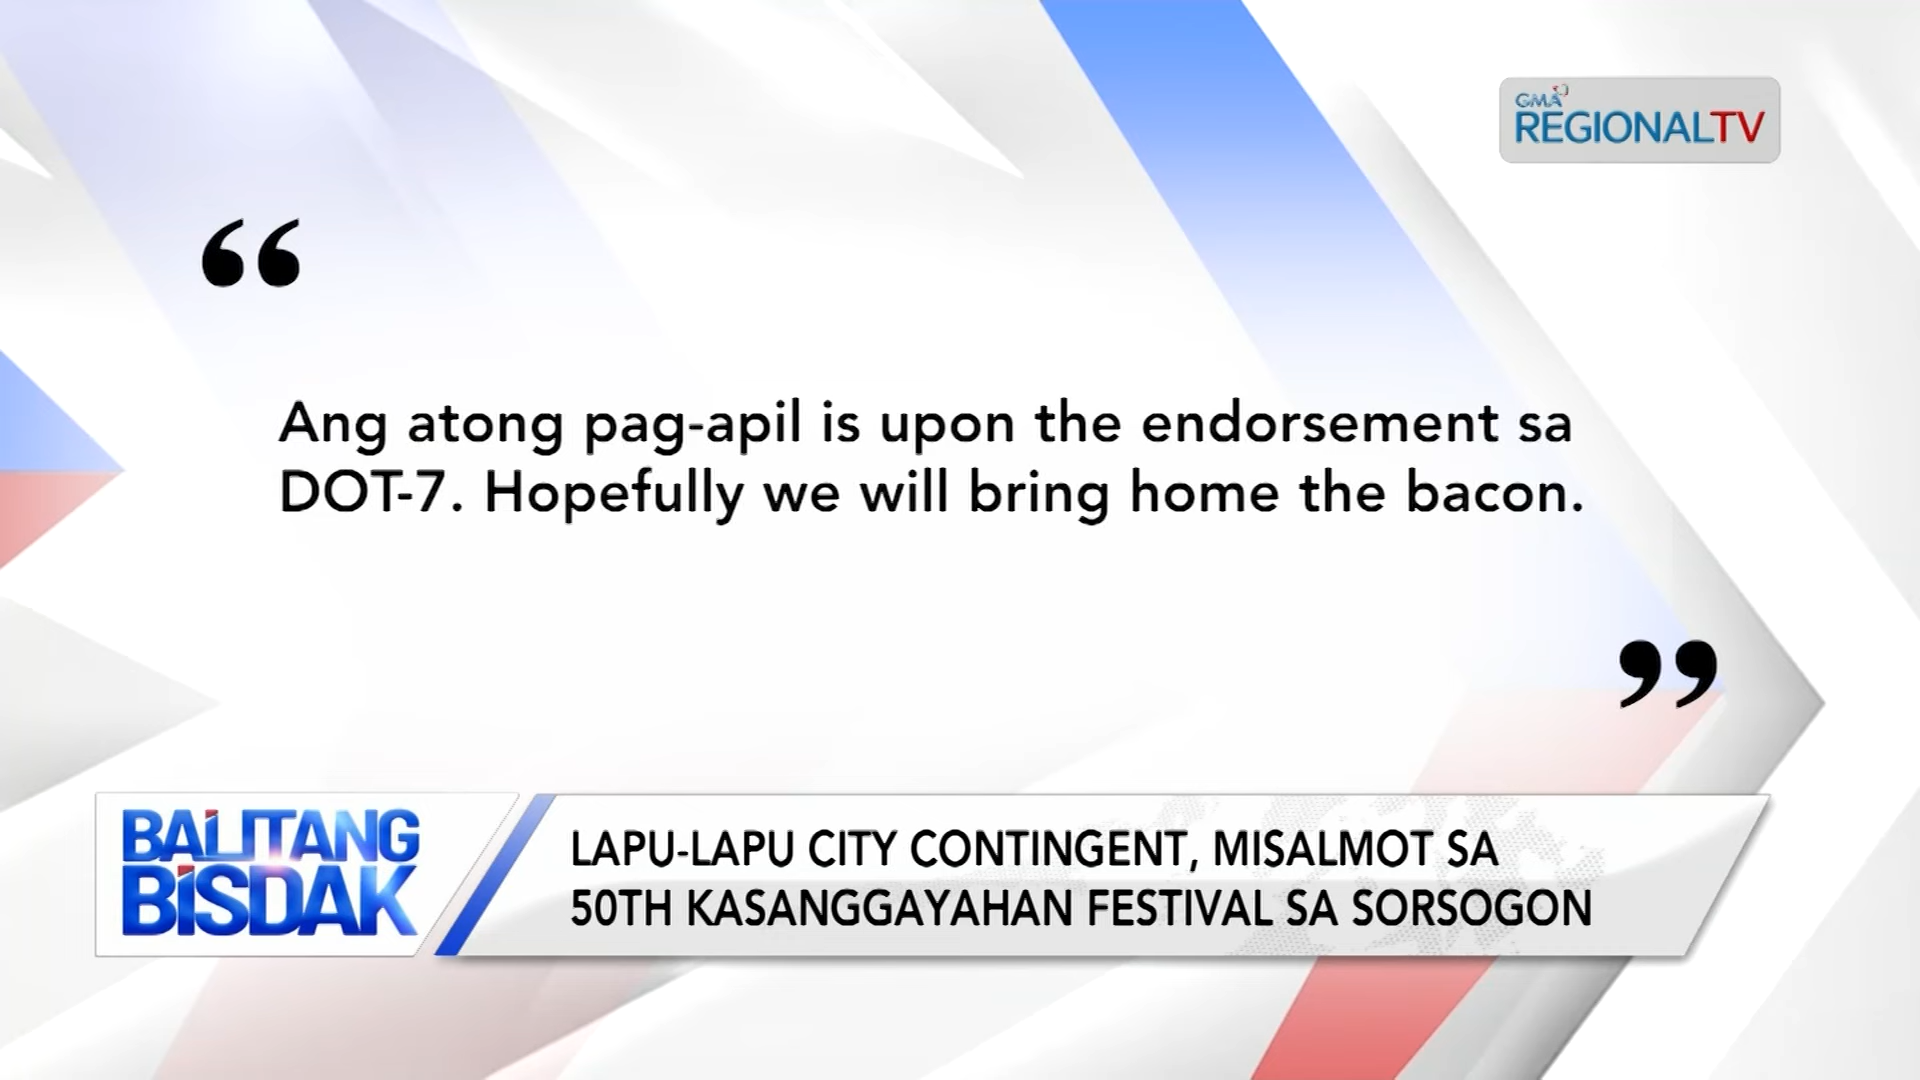 GMA
REGIONALTV
“
Ang atong pag-apil is upon the endorsement sa
DOT-7. Hopefully we will bring home the bacon.
”
BALITANG
BISDAK
LAPU-LAPU CITY CONTINGENT, MISALMOT SA
50TH KASANGGAYAHAN FESTIVAL SA SORSOGON